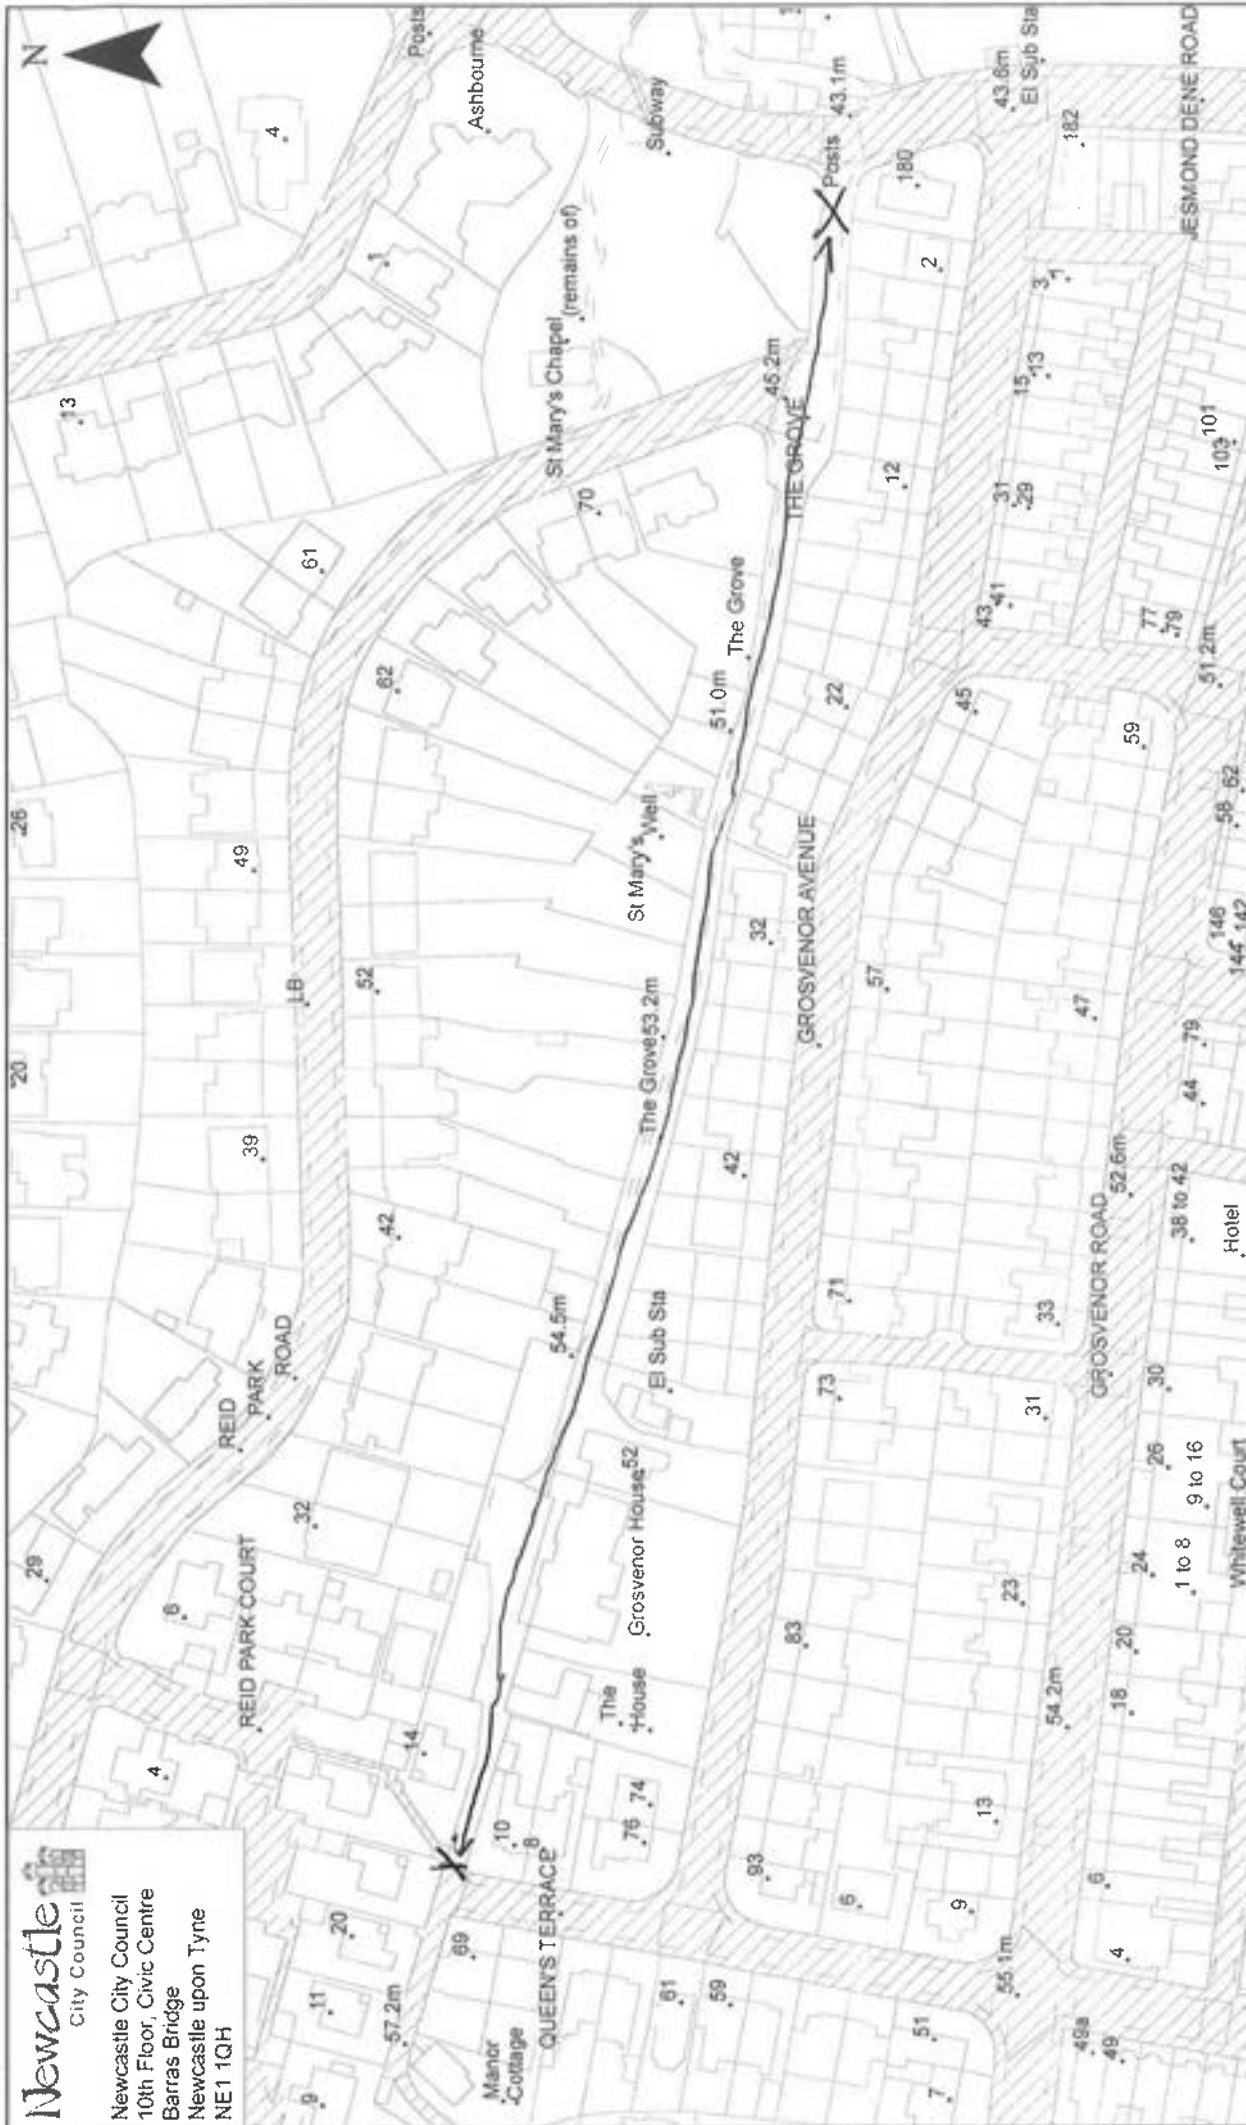 Newcastle
City Council
Newcastle City Council
10th Floor, Civic Centre
Barras Bridge
Newcastle upon Tyne
NE1 1QH
N
29
20
26
13
4
6
4
REID PARK COURT
REID
PARK
ROAD
39
49
61
LB
32
9
11
20
57.2m
14
42
52
62
1
Posts
Ashbourne
69
Manor
Cottage
10
8
QUEEN'S TERRACE
54.5m
St Mary's Chapel
(remains of)
70
The
House
76
74
Grosvenor House
52
El Sub Sta
The Grove
53.2m
St Mary's Well
Subway
61
59
42
32
51.0m
The Grove
46.2m
THE GROVE
Posts
43.1m
93
83
73
71
GROSVENOR AVENUE
57
22
12
2
180
6
51
7
9
13
23
31
33
47
45
43
41
31
29
15
13
3
1
43.6m
El Sub Sta
182
55.1m
54.2m
GROSVENOR ROAD
52.6m
59
77
79
49a
49
4
6
18
20
24
26
30
1 to 8
9 to 16
38 to 42
44
79
51.2m
103
101
JESMOND DENE ROAD
Whitewell Court
Hotel
146
144
142
58
62